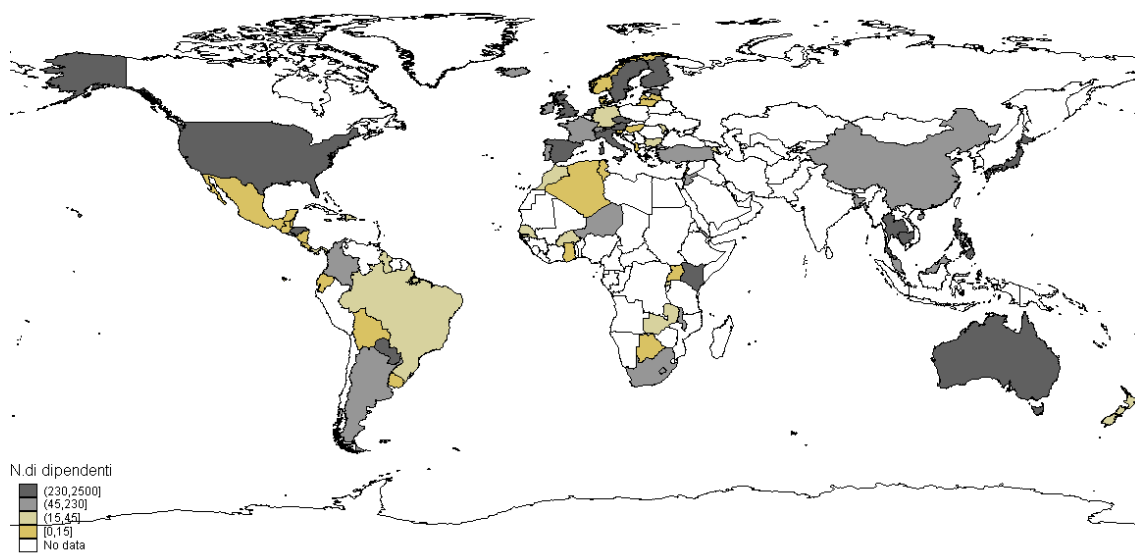 N.di dipendenti
(230,2500]
(45,230]
(15,45]
[0,15]
No data